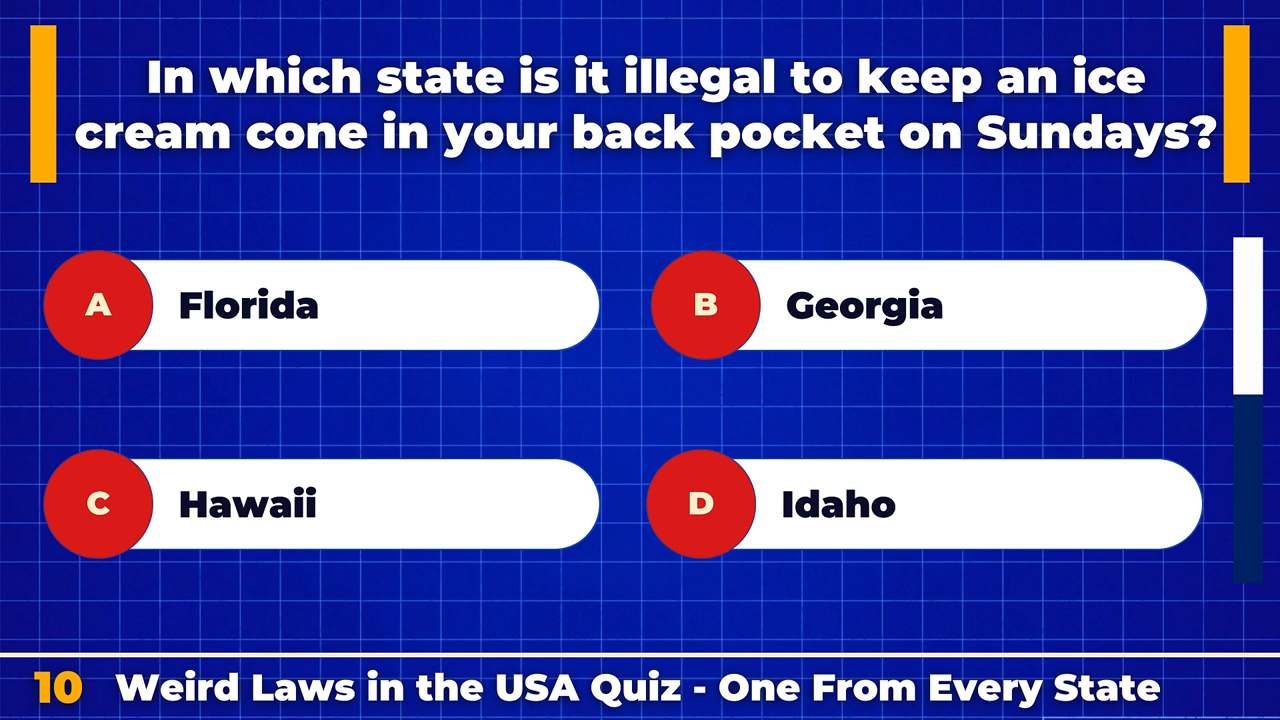 In which state is it illegal to keep an ice
cream cone in your back pocket on Sundays?
A Florida
B Georgia
C Hawaii
D Idaho
10 Weird Laws in the USA Quiz - One From Every State